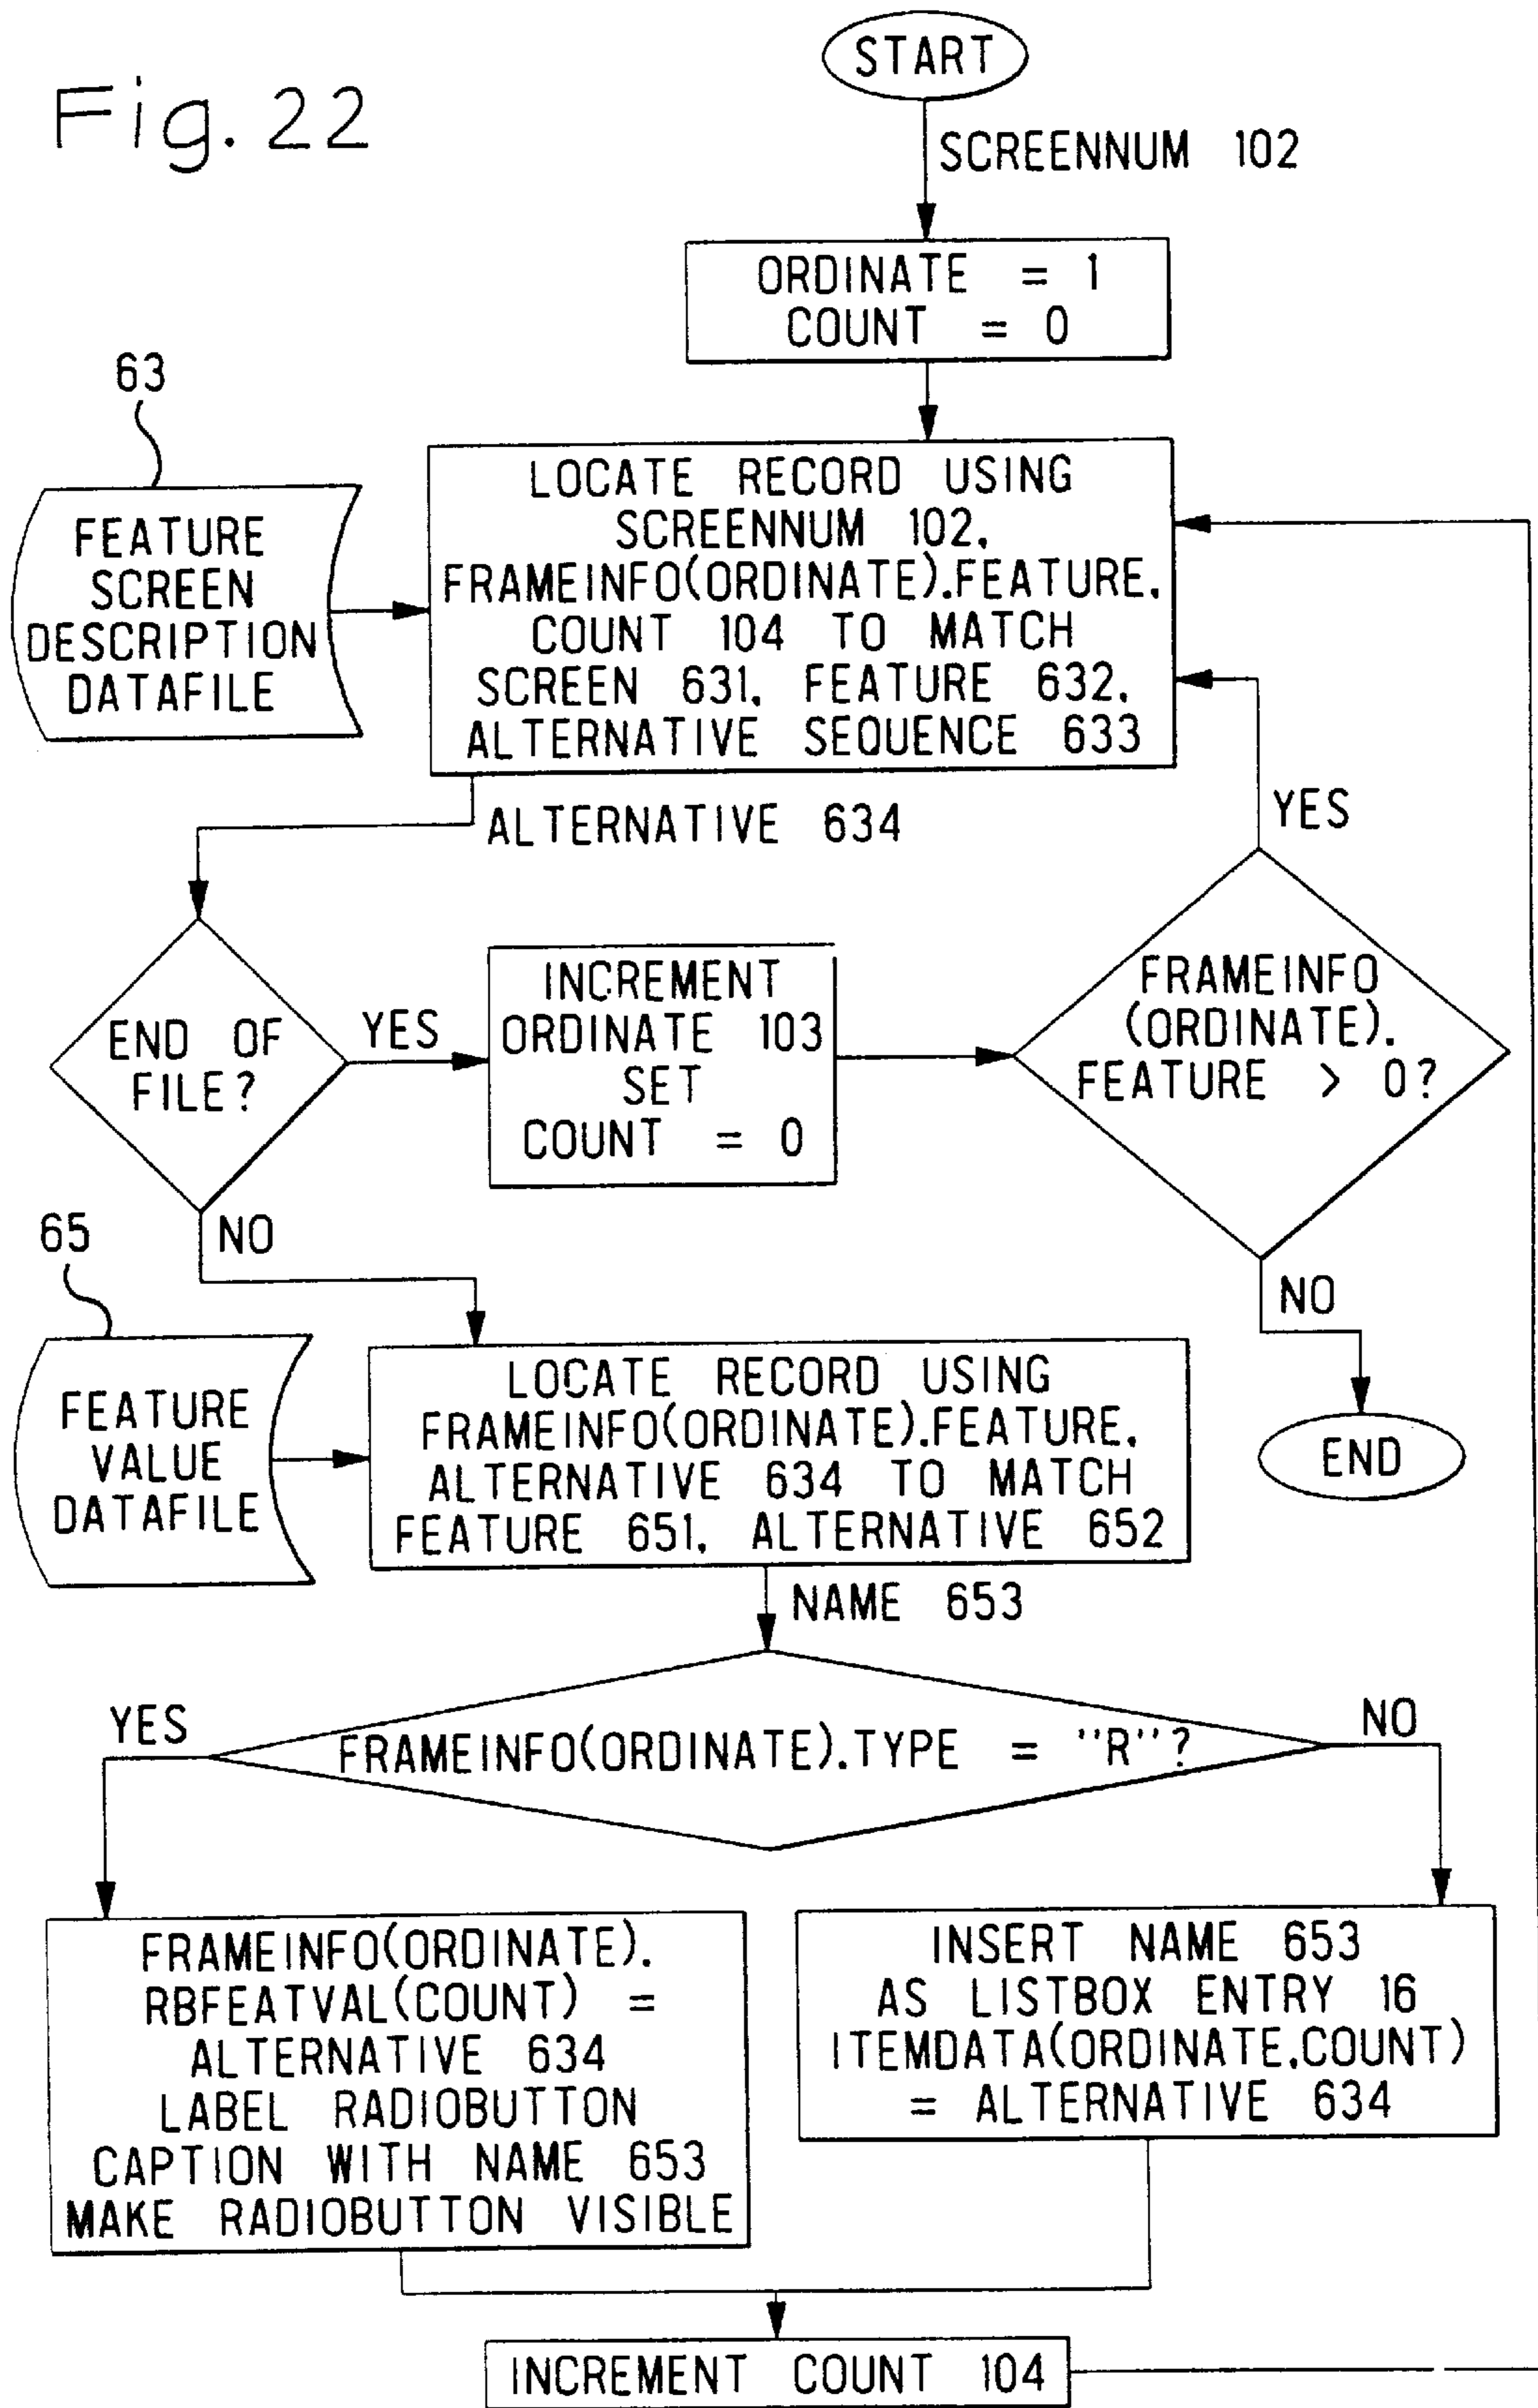 Fig. 22
START
SCREENNUM 102
ORDINATE = 1
COUNT = 0
63
FEATURE
SCREEN
DESCRIPTION
DATAFILE
LOCATE RECORD USING
SCREENNUM 102,
FRAMEINFO(ORDINATE).FEATURE,
COUNT 104 TO MATCH
SCREEN 631, FEATURE 632,
ALTERNATIVE SEQUENCE 633
ALTERNATIVE 634
YES
END OF
FILE?
YES
INCREMENT
ORDINATE 103
SET
COUNT = 0
FRAMEINFO
(ORDINATE).
FEATURE > 0?
NO
NO
END
65
FEATURE
VALUE
DATAFILE
LOCATE RECORD USING
FRAMEINFO(ORDINATE).FEATURE,
ALTERNATIVE 634 TO MATCH
FEATURE 651, ALTERNATIVE 652
NAME 653
YES
FRAMEINFO(ORDINATE).TYPE = "R"?
NO
FRAMEINFO(ORDINATE).
RBFEATVAL(COUNT) =
ALTERNATIVE 634
LABEL RADIOBUTTON
CAPTION WITH NAME 653
MAKE RADIOBUTTON VISIBLE
INSERT NAME 653
AS LISTBOX ENTRY 16
ITEMDATA(ORDINATE,COUNT)
= ALTERNATIVE 634
INCREMENT COUNT 104